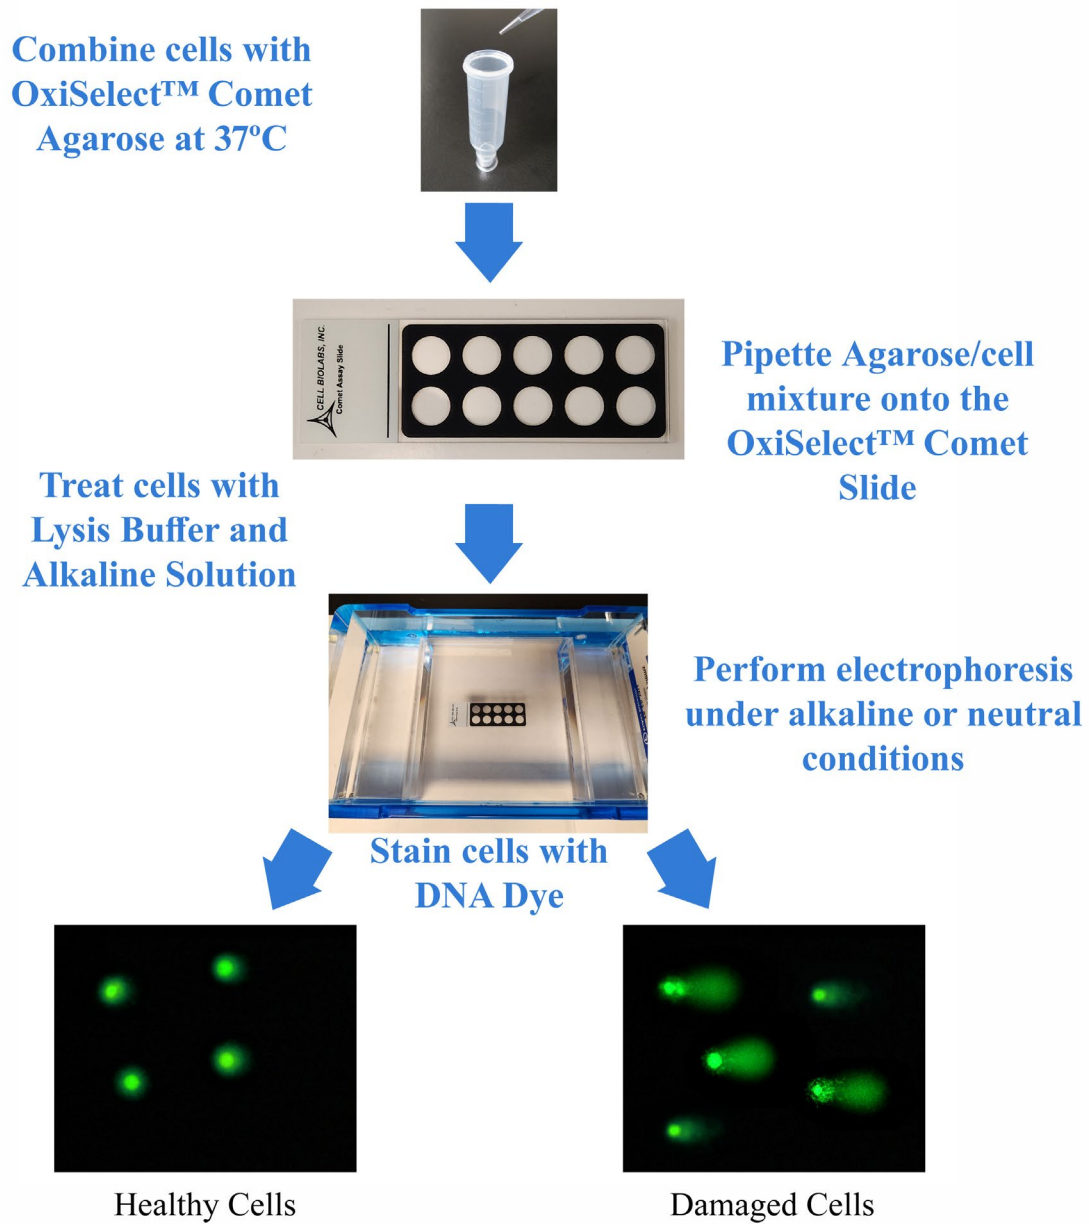 Combine cells with
OxiSelect™ Comet
Agarose at 37ºC
CELL BIOLABS, INC.
Comet Assay Slide
Pipette Agarose/cell
mixture onto the
OxiSelect™ Comet
Slide
Treat cells with
Lysis Buffer and
Alkaline Solution
Perform electrophoresis
under alkaline or neutral
conditions
Stain cells with
DNA Dye
Healthy Cells
Damaged Cells